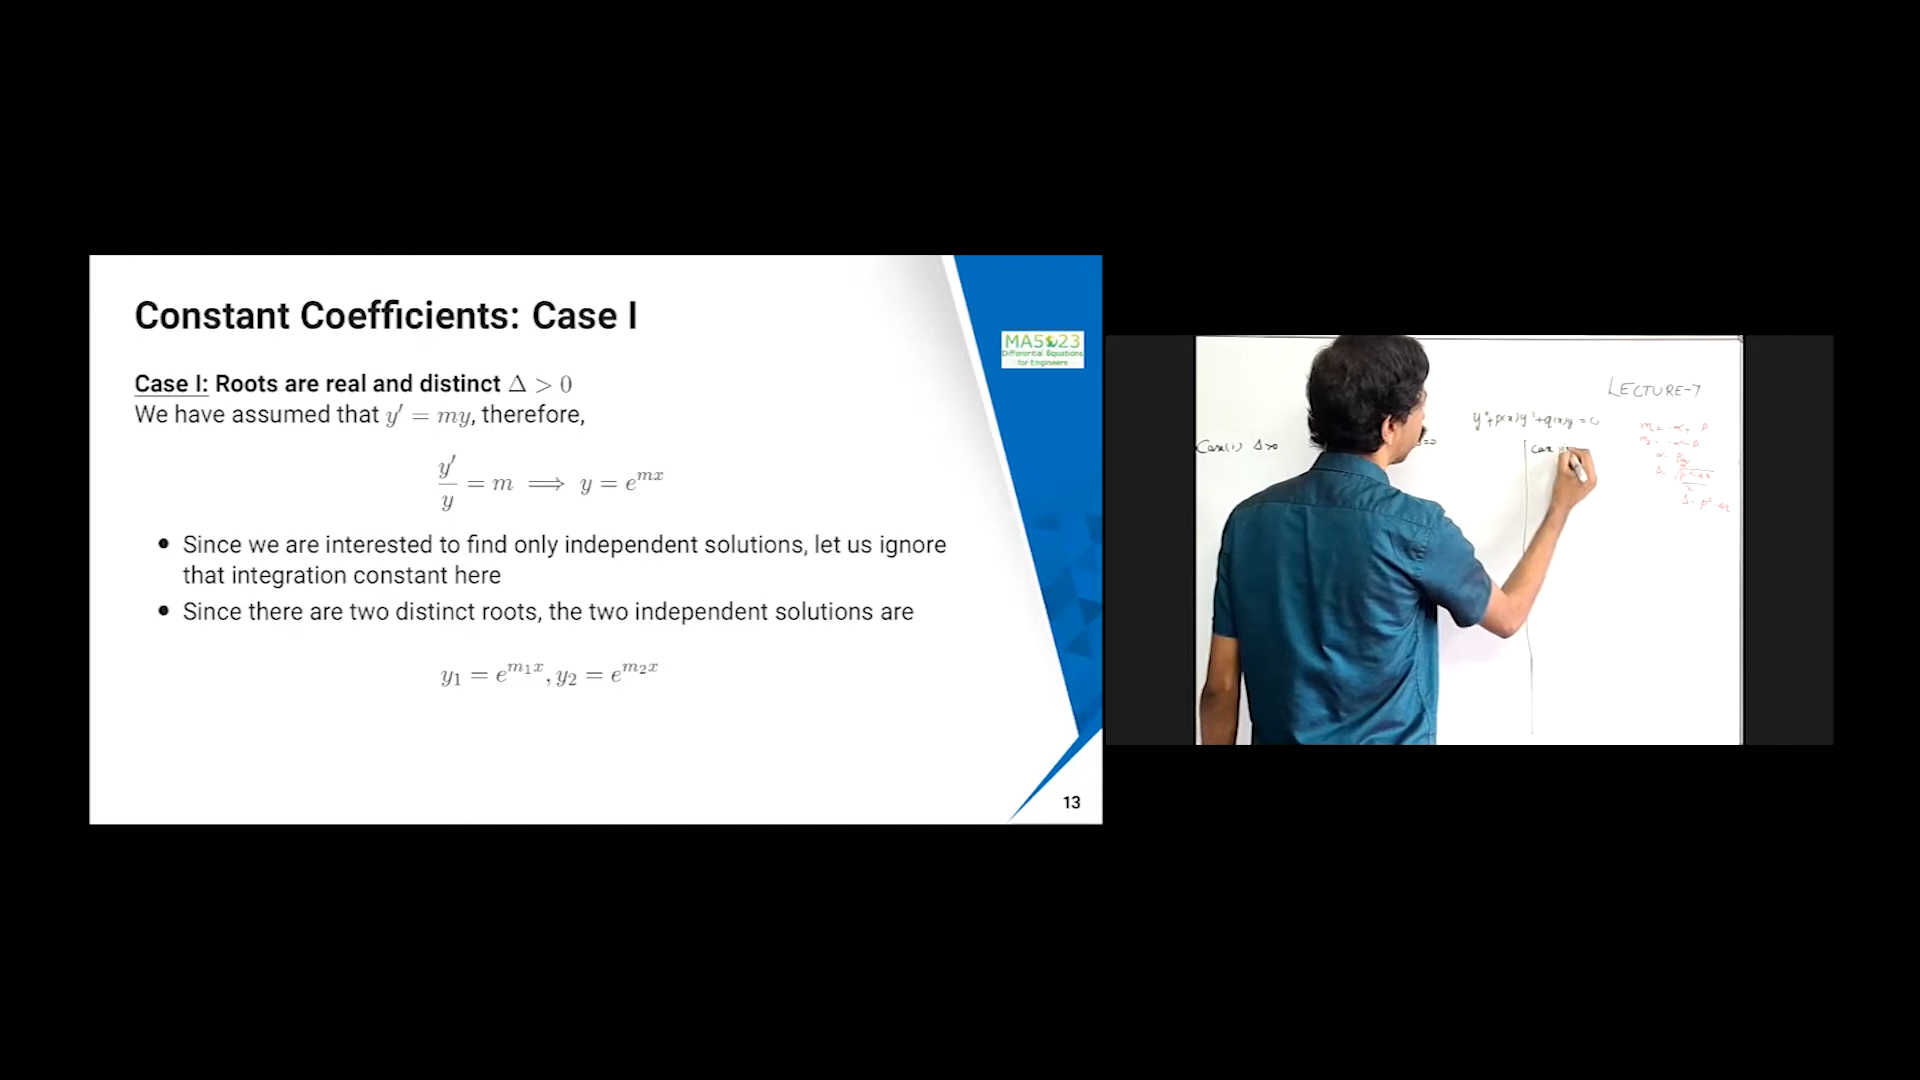 Constant Coefficients: Case I
MA5023
Differential Equations
for Engineers
Case I: Roots are real and distinct Δ > 0
We have assumed that y′ = my, therefore,
y′/y = m ⟹ y = e^{mx}
• Since we are interested to find only independent solutions, let us ignore
that integration constant here
• Since there are two distinct roots, the two independent solutions are
y₁ = e^{m₁x}, y₂ = e^{m₂x}
13
LECTURE-7
y″+p(x)y′+q(x)y = 0
Case(i) Δ>0
Case